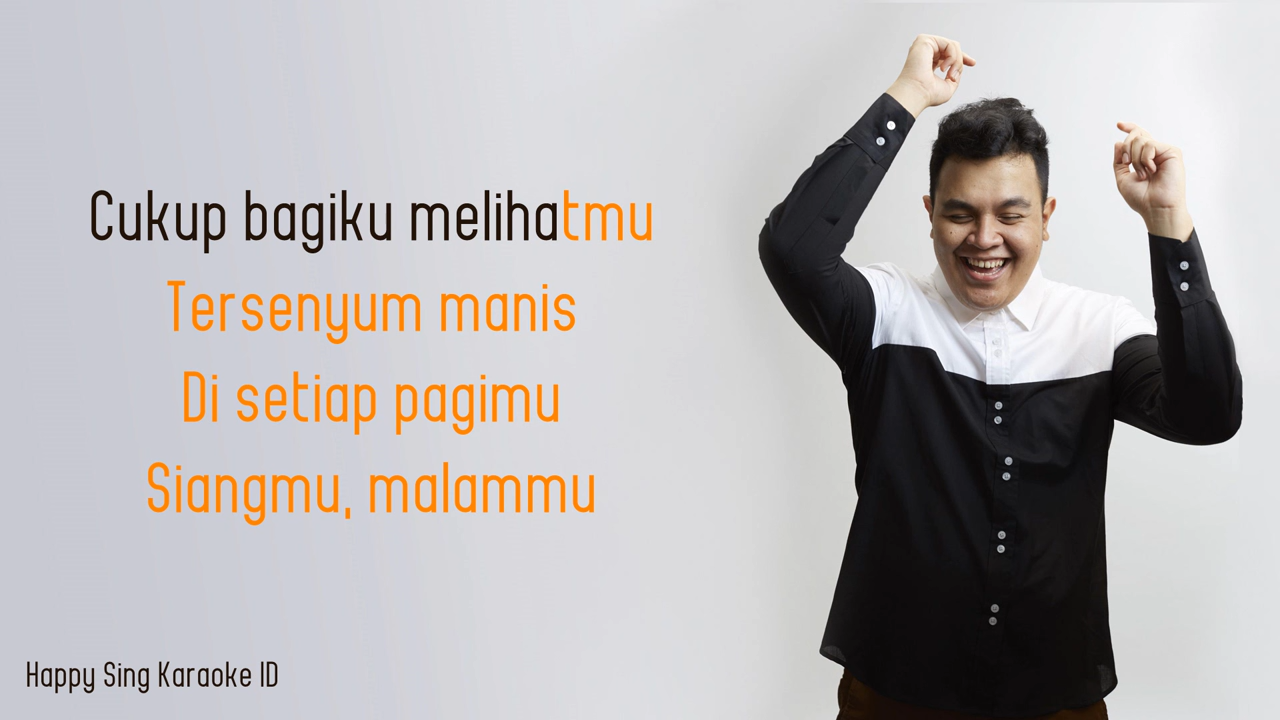 Cukup bagiku melihatmu
Tersenyum manis
Di setiap pagimu
Siangmu, malammu
Happy Sing Karaoke ID